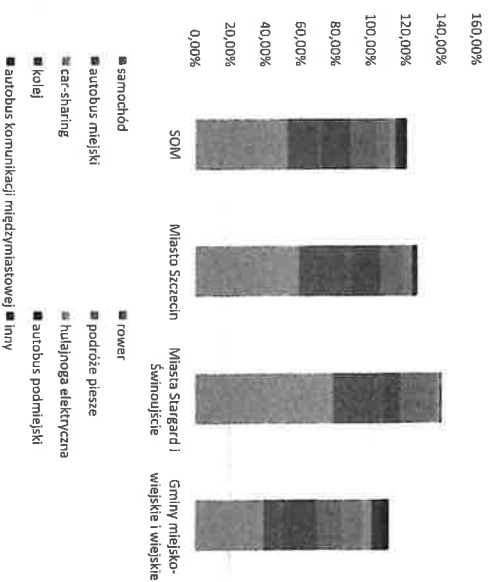 160,00%
140,00%
120,00%
100,00%
80,00%
60,00%
40,00%
20,00%
0,00%
SOM
Miasto Szczecin
Miasta Stargard i
Świnoujście
Gminy miejsko-
wiejskie i wiejskie
samochód
rower
autobus miejski
podróże piesze
car-sharing
hulajnoga elektryczna
kolej
autobus podmiejski
autobus komunikacji międzymiastowej
inny